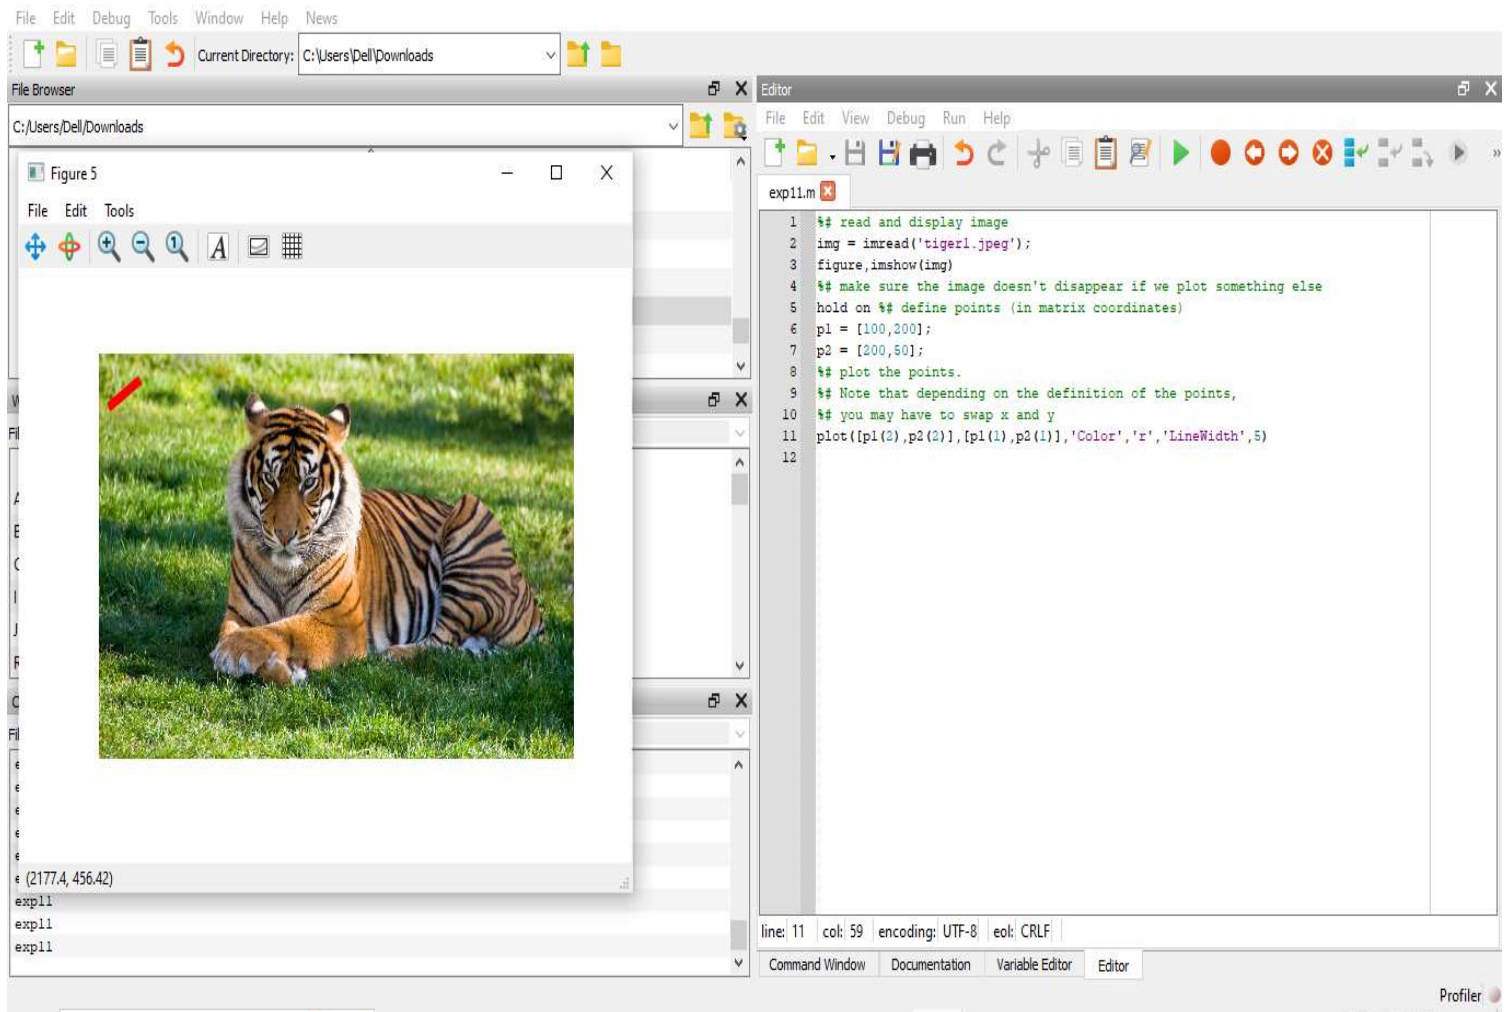 File Edit Debug Tools Window Help News
Current Directory: C:\Users\Dell\Downloads
File Browser
C:/Users/Dell/Downloads
Figure 5
File Edit Tools
A
(2177.4, 456.42)
exp11
exp11
exp11
Editor
File Edit View Debug Run Help
exp11.m
1 %# read and display image
2 img = imread('tiger1.jpeg');
3 figure,imshow(img)
4 %# make sure the image doesn't disappear if we plot something else
5 hold on %# define points (in matrix coordinates)
6 p1 = [100,200];
7 p2 = [200,50];
8 %# plot the points.
9 %# Note that depending on the definition of the points,
10 %# you may have to swap x and y
11 plot([p1(2),p2(2)],[p1(1),p2(1)],'Color','r','LineWidth',5)
12
line: 11 col: 59 encoding: UTF-8 eol: CRLF
Command Window Documentation Variable Editor Editor
Profiler